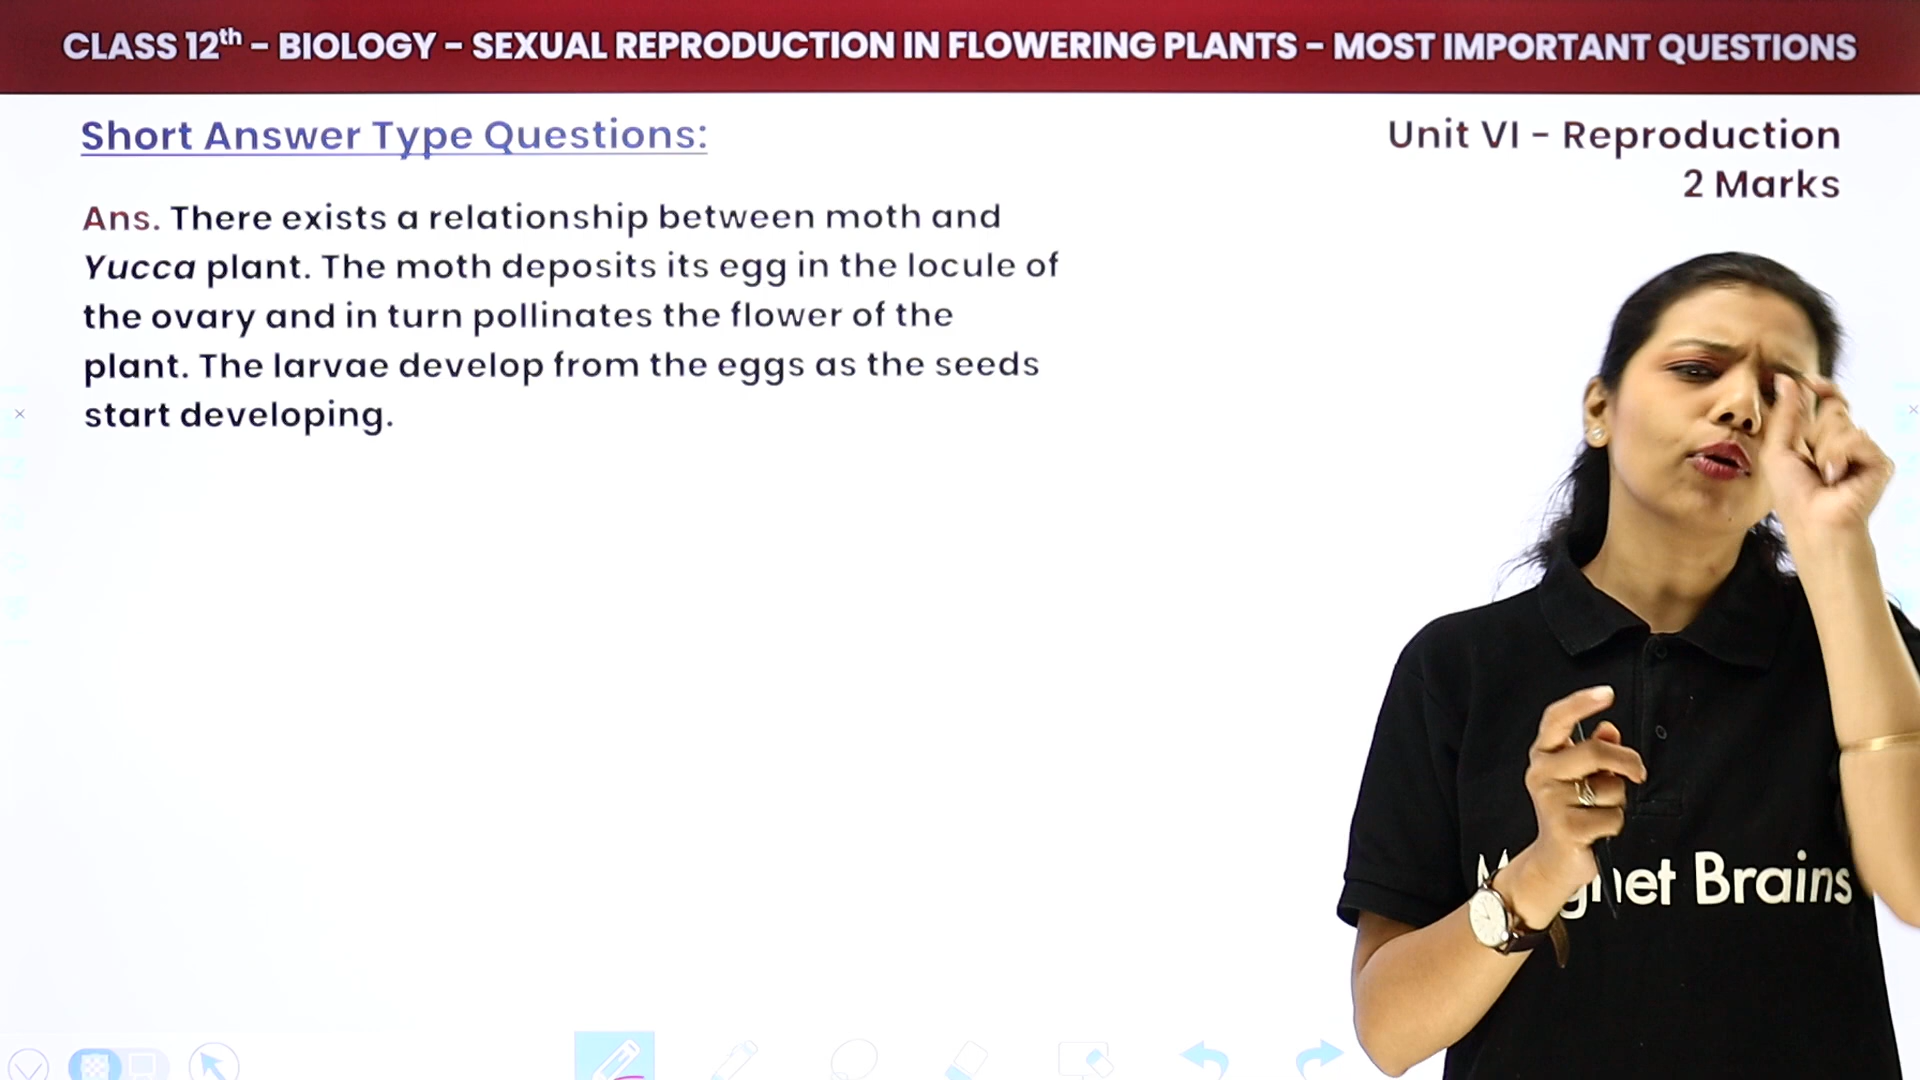 CLASS 12th – BIOLOGY – SEXUAL REPRODUCTION IN FLOWERING PLANTS – MOST IMPORTANT QUESTIONS
Short Answer Type Questions:
Unit VI – Reproduction
2 Marks
Ans. There exists a relationship between moth and
Yucca plant. The moth deposits its egg in the locule of
the ovary and in turn pollinates the flower of the
plant. The larvae develop from the eggs as the seeds
start developing.
Brains